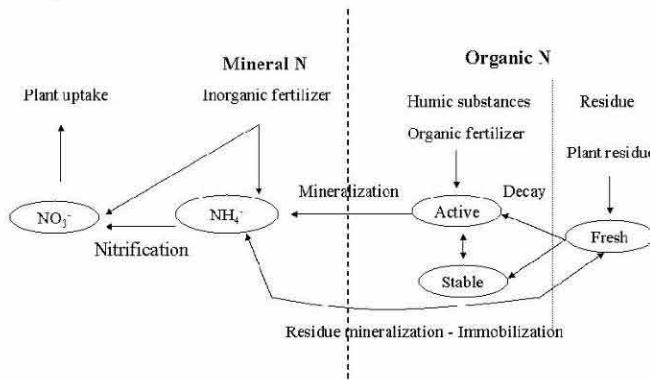 Mineral N
Organic N
Plant uptake
Inorganic fertilizer
Humic substances
Residue
Organic fertilizer
Plant residue
Mineralization
Decay
NO₃⁻
NH₄⁻
Active
Fresh
Nitrification
Stable
Residue mineralization - Immobilization